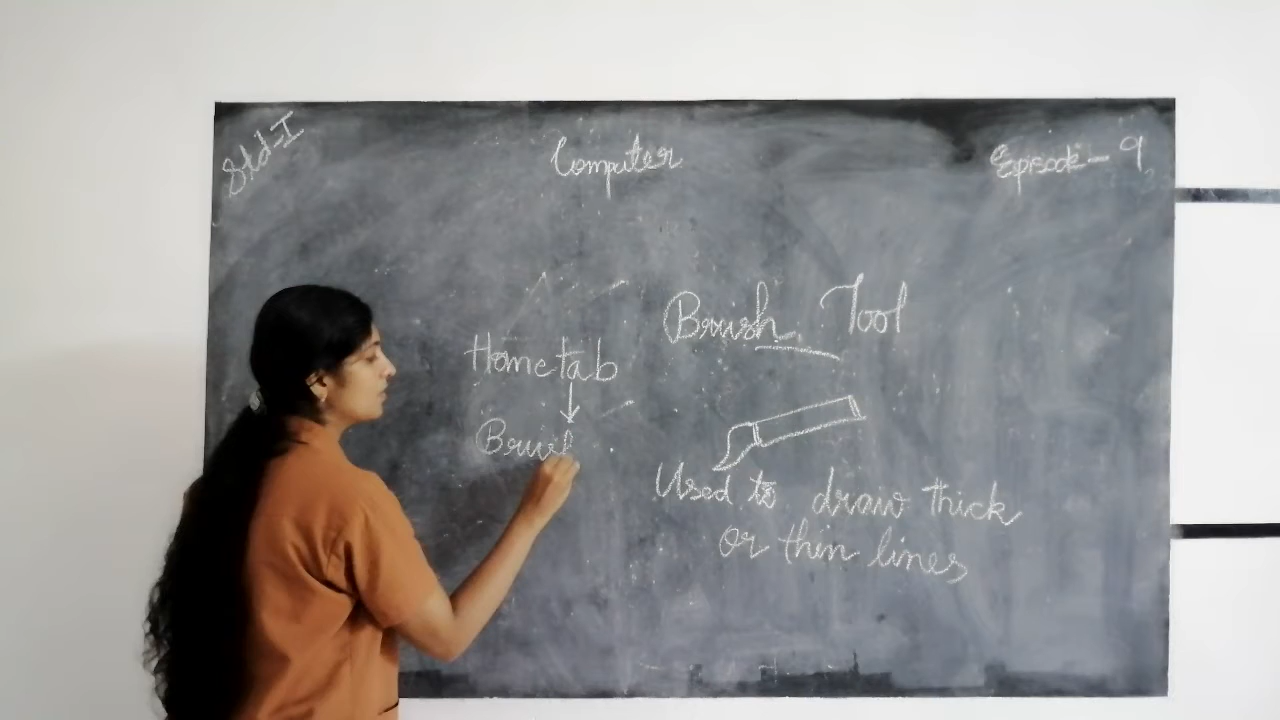 Std-I
Computer
Episode-9
Brush Tool
Home tab
Brush
Used to draw thick
or thin lines